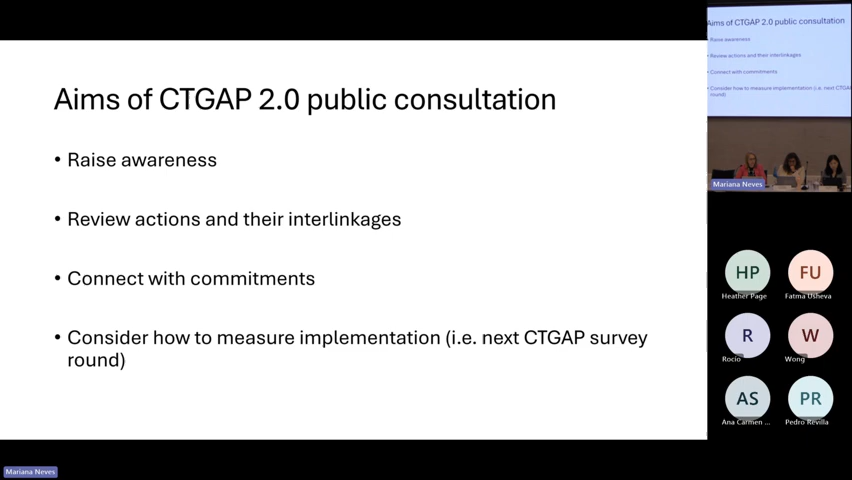 Aims of CTGAP 2.0 public consultation
• Raise awareness
• Review actions and their interlinkages
• Connect with commitments
• Consider how to measure implementation (i.e. next CTGAP survey
round)
Aims of CTGAP 2.0 public consultation
Raise awareness
Review actions and their interlinkages
Connect with commitments
Consider how to measure implementation (i.e. next CTGAP
round)
Mariana Neves
HP FU
Heather Page Fatma Usheva
R W
Rocio Wong
AS PR
Ana Carmen ... Pedro Revilla
Mariana Neves